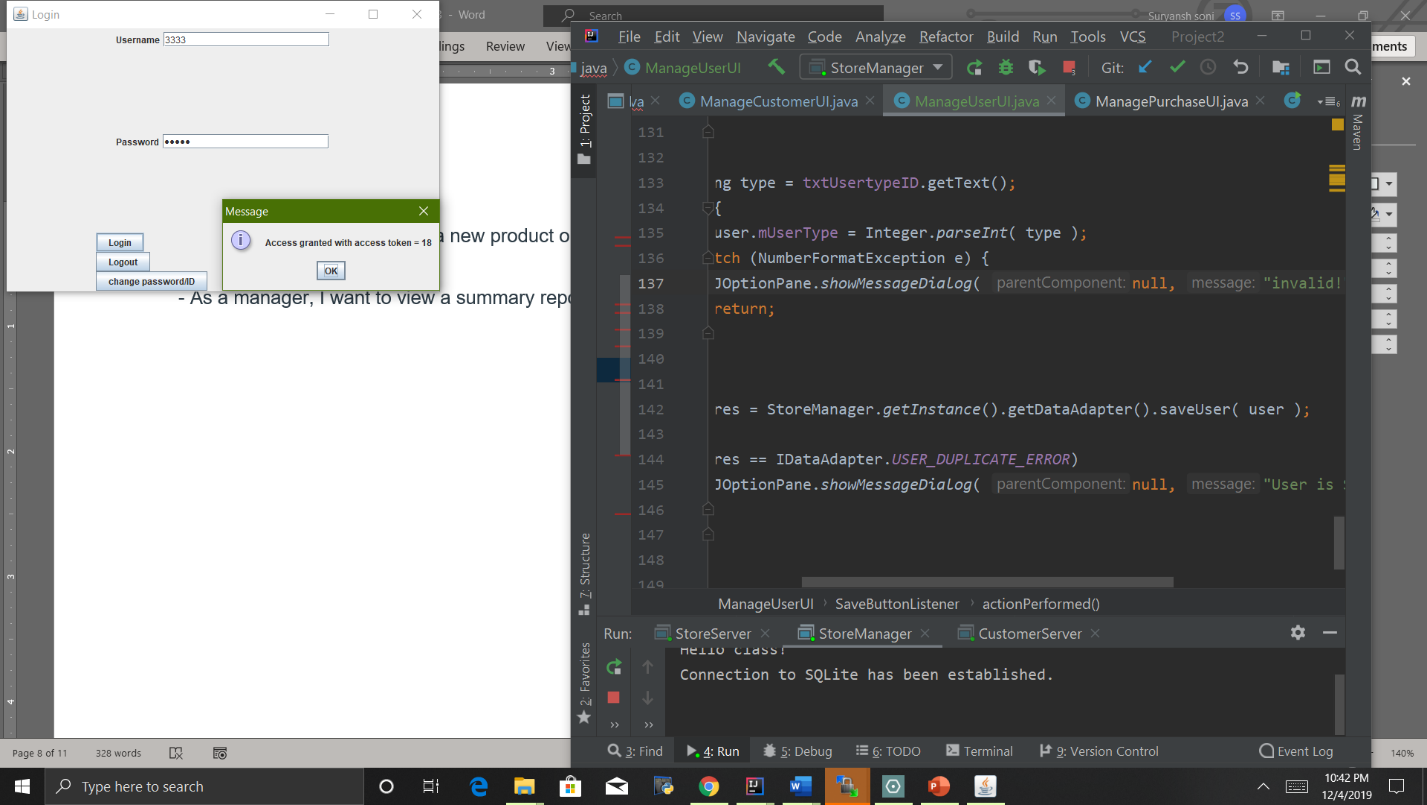 Login
Username 3333
Password •••••
Login
Logout
change password/ID
Message
Access granted with access token = 18
OK
- Word
Search
Suryansh soni SS
Review View
a new product o
- As a manager, I want to view a summary repo
File Edit View Navigate Code Analyze Refactor Build Run Tools VCS Project2
java ManageUserUI StoreManager Git:
va ManageCustomerUI.java ManageUserUI.java ManagePurchaseUI.java
1: Project
Maven
131
132
133 ng type = txtUsertypeID.getText();
134 {
135 user.mUserType = Integer.parseInt( type );
136 tch (NumberFormatException e) {
137 JOptionPane.showMessageDialog( parentComponent: null, message: "invalid!
138 return;
139
140
141
142 res = StoreManager.getInstance().getDataAdapter().saveUser( user );
143
144 res == IDataAdapter.USER_DUPLICATE_ERROR)
145 JOptionPane.showMessageDialog( parentComponent: null, message: "User is
146
147
148
149
ManageUserUI › SaveButtonListener › actionPerformed()
7: Structure
2: Favorites
Run: StoreServer StoreManager CustomerServer
Hello class!
Connection to SQLite has been established.
3: Find 4: Run 5: Debug 6: TODO Terminal 9: Version Control Event Log
Page 8 of 11 328 words 140%
Type here to search
10:42 PM
12/4/2019